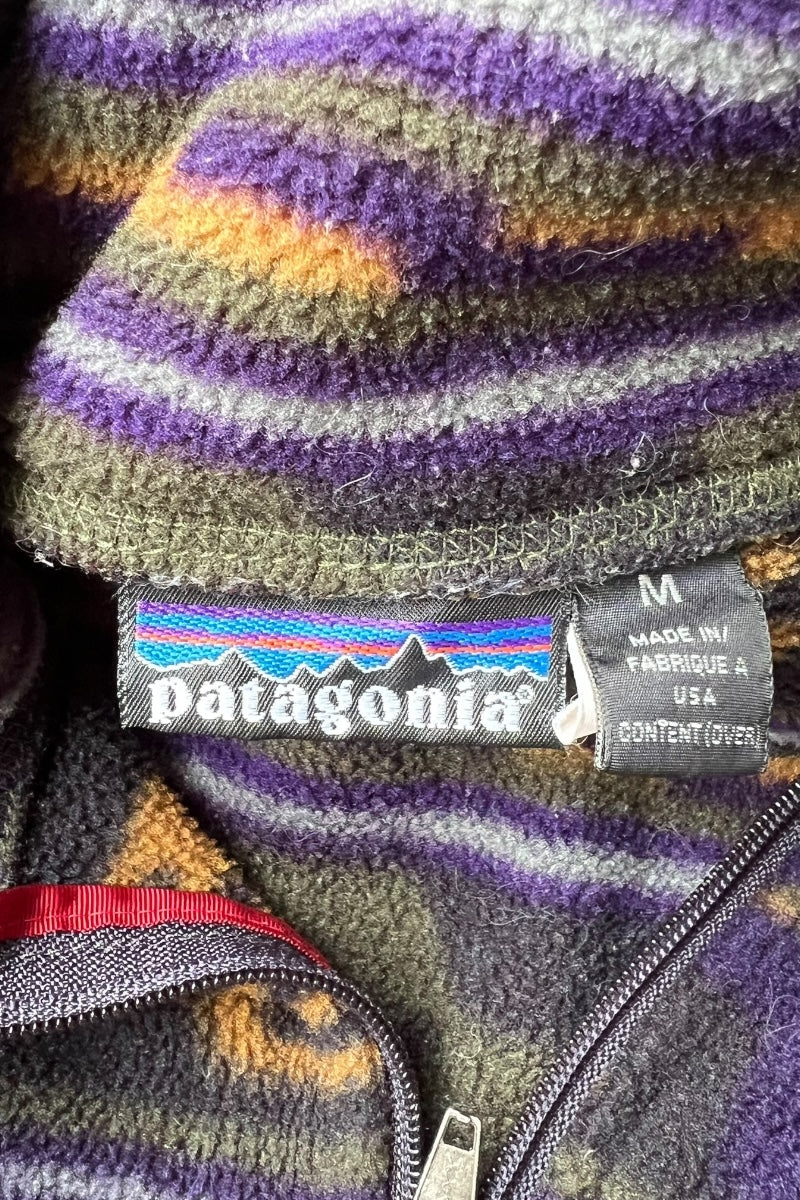 patagonia®
M
MADE IN/
FABRIQUE A
USA
CONTENT (OVER)